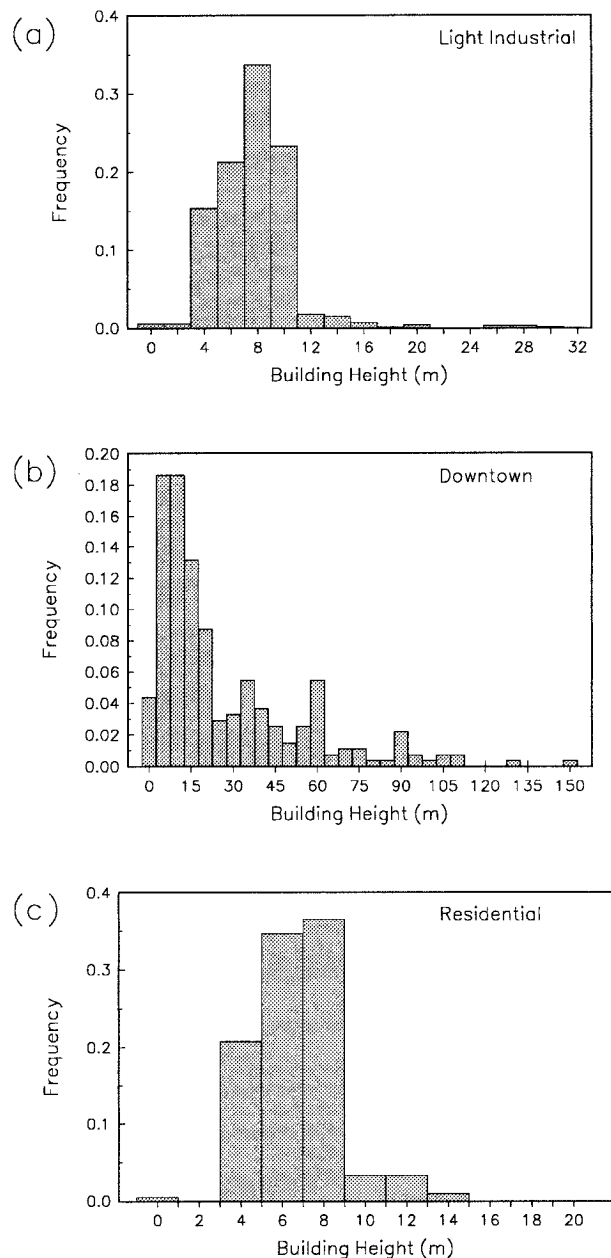 (a)
Light Industrial
0.4
0.3
0.2
0.1
0.0
Frequency
0 4 8 12 16 20 24 28 32
Building Height (m)
(b)
Downtown
0.20
0.18
0.16
0.14
0.12
0.10
0.08
0.06
0.04
0.02
0.00
Frequency
0 15 30 45 60 75 90 105 120 135 150
Building Height (m)
(c)
Residential
0.4
0.3
0.2
0.1
0.0
Frequency
0 2 4 6 8 10 12 14 16 18 20
Building Height (m)